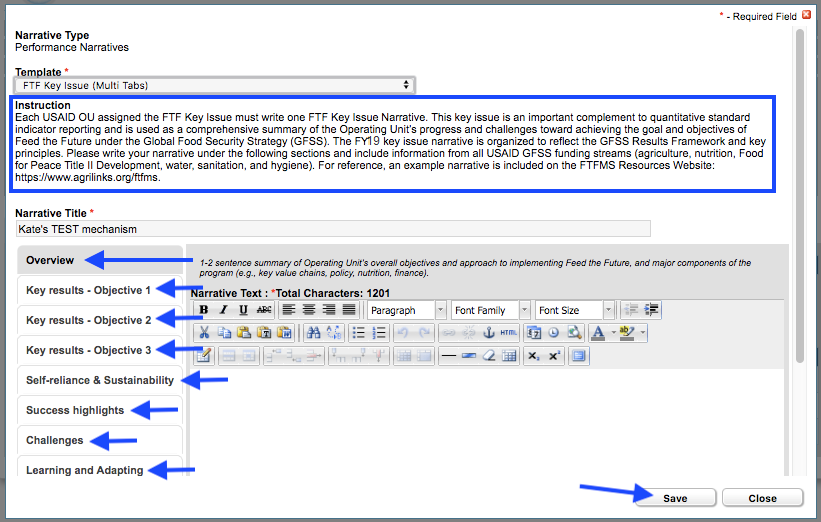 * - Required Field
Narrative Type
Performance Narratives
Template *
FTF Key Issue (Multi Tabs)
Instruction
Each USAID OU assigned the FTF Key Issue must write one FTF Key Issue Narrative. This key issue is an important complement to quantitative standard
indicator reporting and is used as a comprehensive summary of the Operating Unit's progress and challenges toward achieving the goal and objectives of
Feed the Future under the Global Food Security Strategy (GFSS). The FY19 key issue narrative is organized to reflect the GFSS Results Framework and key
principles. Please write your narrative under the following sections and include information from all USAID GFSS funding streams (agriculture, nutrition, Food
for Peace Title II Development, water, sanitation, and hygiene). For reference, an example narrative is included on the FTFMS Resources Website:
https://www.agrilinks.org/ftfms.
Narrative Title *
Kate's TEST mechanism
Overview
Key results - Objective 1
Key results - Objective 2
Key results - Objective 3
Self-reliance & Sustainability
Success highlights
Challenges
Learning and Adapting
1-2 sentence summary of Operating Unit's overall objectives and approach to implementing Feed the Future, and major components of the
program (e.g., key value chains, policy, nutrition, finance).
Narrative Text : *Total Characters: 1201
B I U ABC Paragraph Font Family Font Size
HTML A ab
X₂ X²
Save Close